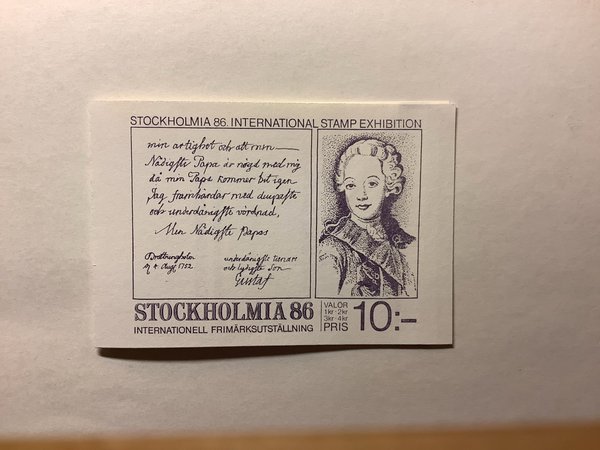 STOCKHOLMIA 86. INTERNATIONAL STAMP EXHIBITION
min artighet och att min
Nådigste Papa är nögd med mig
då min Papa kommer hit igen
Jag framhärdar med diupeste
och underdånigste vördnad,
Min Nådigste Papas
Drottningholm
d. 4 Aug. 1752
underdånigste tienare
och lydigste son
Gustaf
STOCKHOLMIA 86
INTERNATIONELL FRIMÄRKSUTSTÄLLNING
VALÖR
1kr·2kr
3kr·4kr
PRIS 10:-